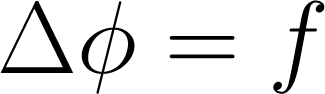 Δϕ = f